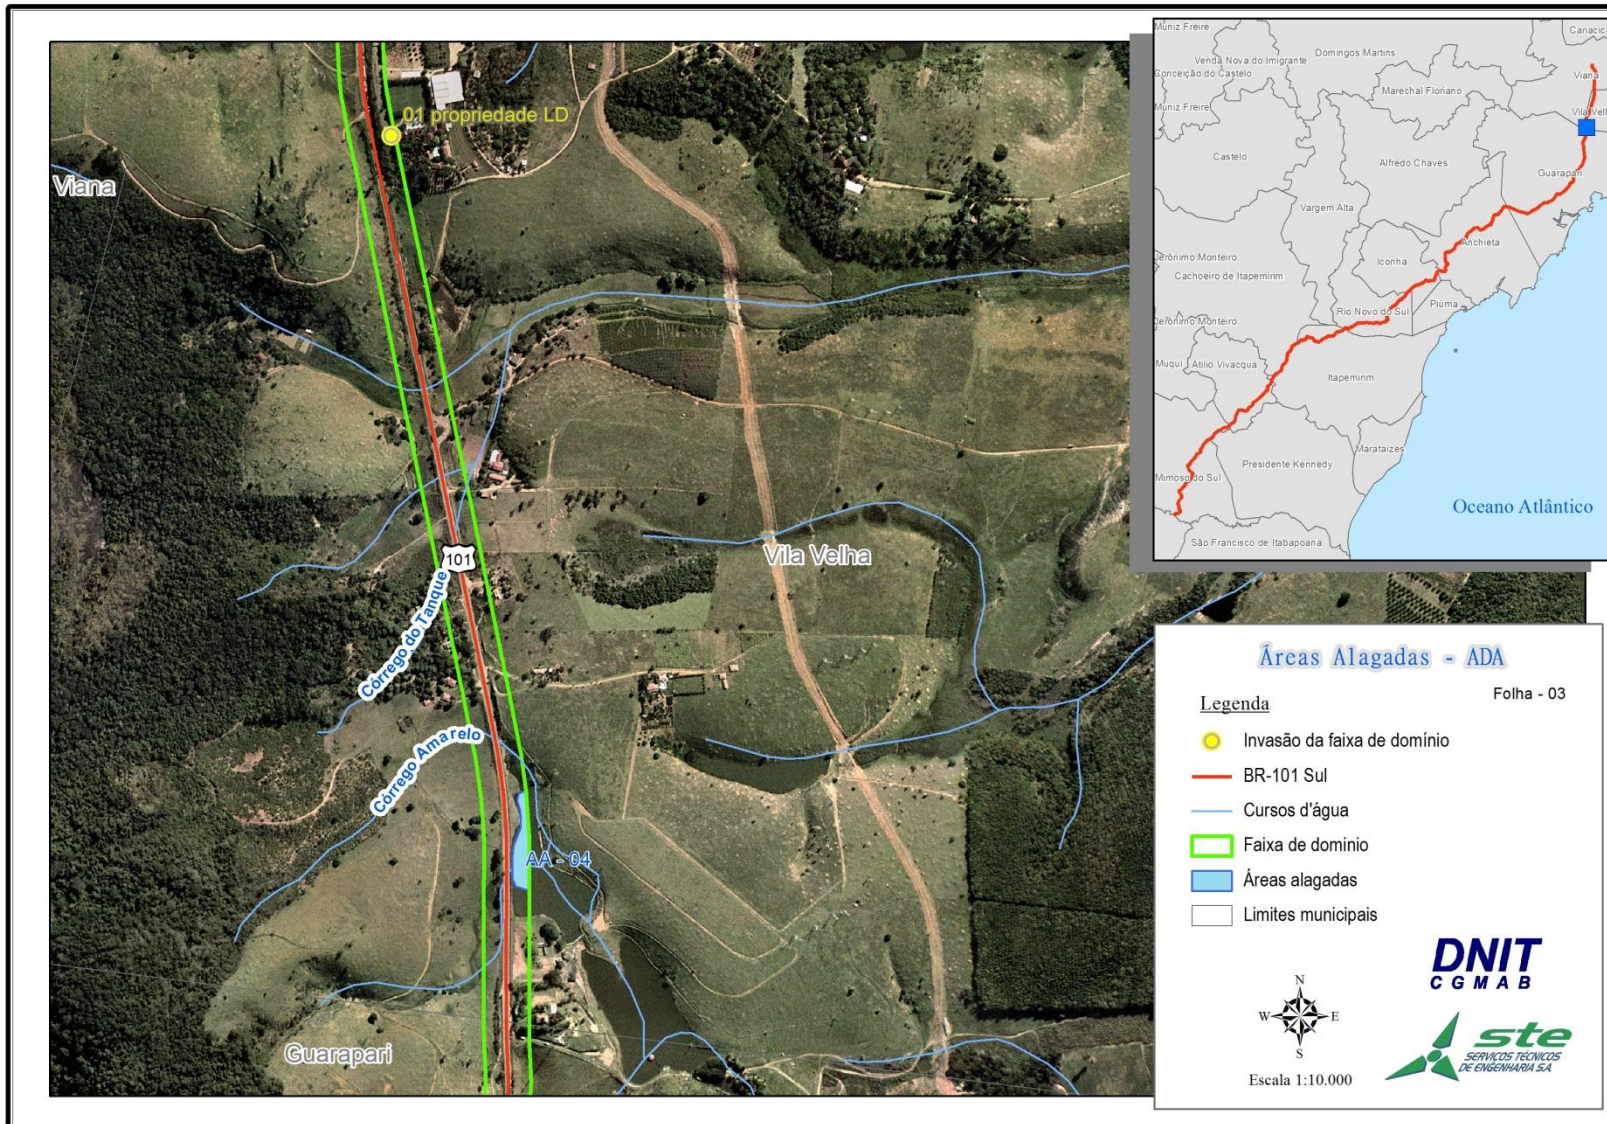 01 propriedade LD
Viana
101
Vila Velha
Córrego do Tanque
Córrego Amarelo
AA - 04
Guarapari
Muniz Freire
Cariacica
Domingos Martins
Venda Nova do Imigrante
Viana
Conceição do Castelo
Marechal Floriano
Muniz Freire
Vila Velh
Castelo
Alfredo Chaves
Guarapari
Vargem Alta
Anchieta
Jerônimo Monteiro
Iconha
Cachoeiro de Itapemirim
Piúma
Rio Novo do Sul
Jerônimo Monteiro
Muqui
Atilio Vivacqua
Itapemirim
Marataizes
Presidente Kennedy
Mimoso do Sul
Oceano Atlântico
São Francisco de Itabapoana
Áreas Alagadas - ADA
Folha - 03
Legenda
Invasão da faixa de domínio
BR-101 Sul
Cursos d'água
Faixa de dominio
Áreas alagadas
Limites municipais
DNIT
CGMAB
N
W E
S
Escala 1:10.000
ste
SERVIÇOS TÉCNICOS
DE ENGENHARIA S.A.